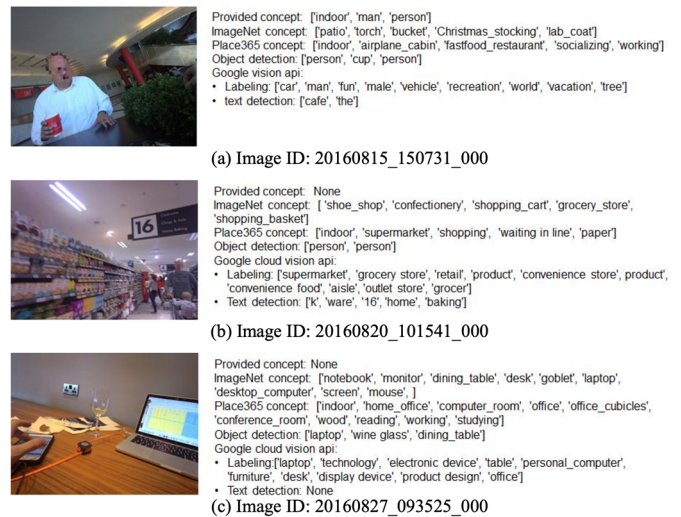 Provided concept: ['indoor', 'man', 'person']
ImageNet concept: ['patio', 'torch', 'bucket', 'Christmas_stocking', 'lab_coat']
Place365 concept: ['indoor', 'airplane_cabin', 'fastfood_restaurant', 'socializing', 'working']
Object detection: ['person', 'cup', 'person']
Google vision api:
• Labeling: ['car', 'man', 'fun', 'male', 'vehicle', 'recreation', 'world', 'vacation', 'tree']
• text detection: ['cafe', 'the']
(a) Image ID: 20160815_150731_000
16
Provided concept: None
ImageNet concept: [ 'shoe_shop', 'confectionery', 'shopping_cart', 'grocery_store',
'shopping_basket']
Place365 concept: ['indoor', 'supermarket', 'shopping', 'waiting in line', 'paper']
Object detection: ['person', 'person']
Google cloud vision api:
• Labeling: ['supermarket', 'grocery store', 'retail', 'product', 'convenience store', product',
'convenience food', 'aisle', 'outlet store', 'grocer']
• Text detection: ['k', 'ware', '16', 'home', 'baking']
(b) Image ID: 20160820_101541_000
Provided concept: None
ImageNet concept: ['notebook', 'monitor', 'dining_table', 'desk', 'goblet', 'laptop',
'desktop_computer', 'screen', 'mouse', ]
Place365 concept: ['indoor', 'home_office', 'computer_room', 'office', 'office_cubicles',
'conference_room', 'wood', 'reading', 'working', 'studying']
Object detection: ['laptop', 'wine glass', 'dining_table']
Google cloud vision api:
• Labeling:['laptop', 'technology', 'electronic device', 'table', 'personal_computer',
'furniture', 'desk', 'display device', 'product design', 'office']
• Text detection: None
(c) Image ID: 20160827_093525_000